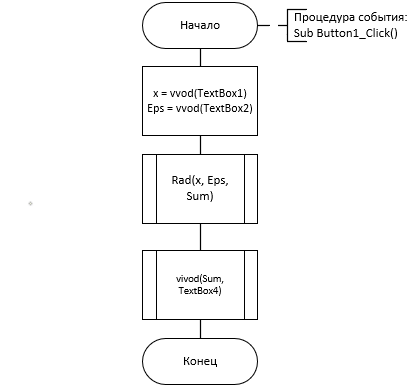 Начало
Процедура события:
Sub Button1_Click()
x = vvod(TextBox1)
Eps = vvod(TextBox2)
Rad(x, Eps,
Sum)
vivod(Sum,
TextBox4)
Конец